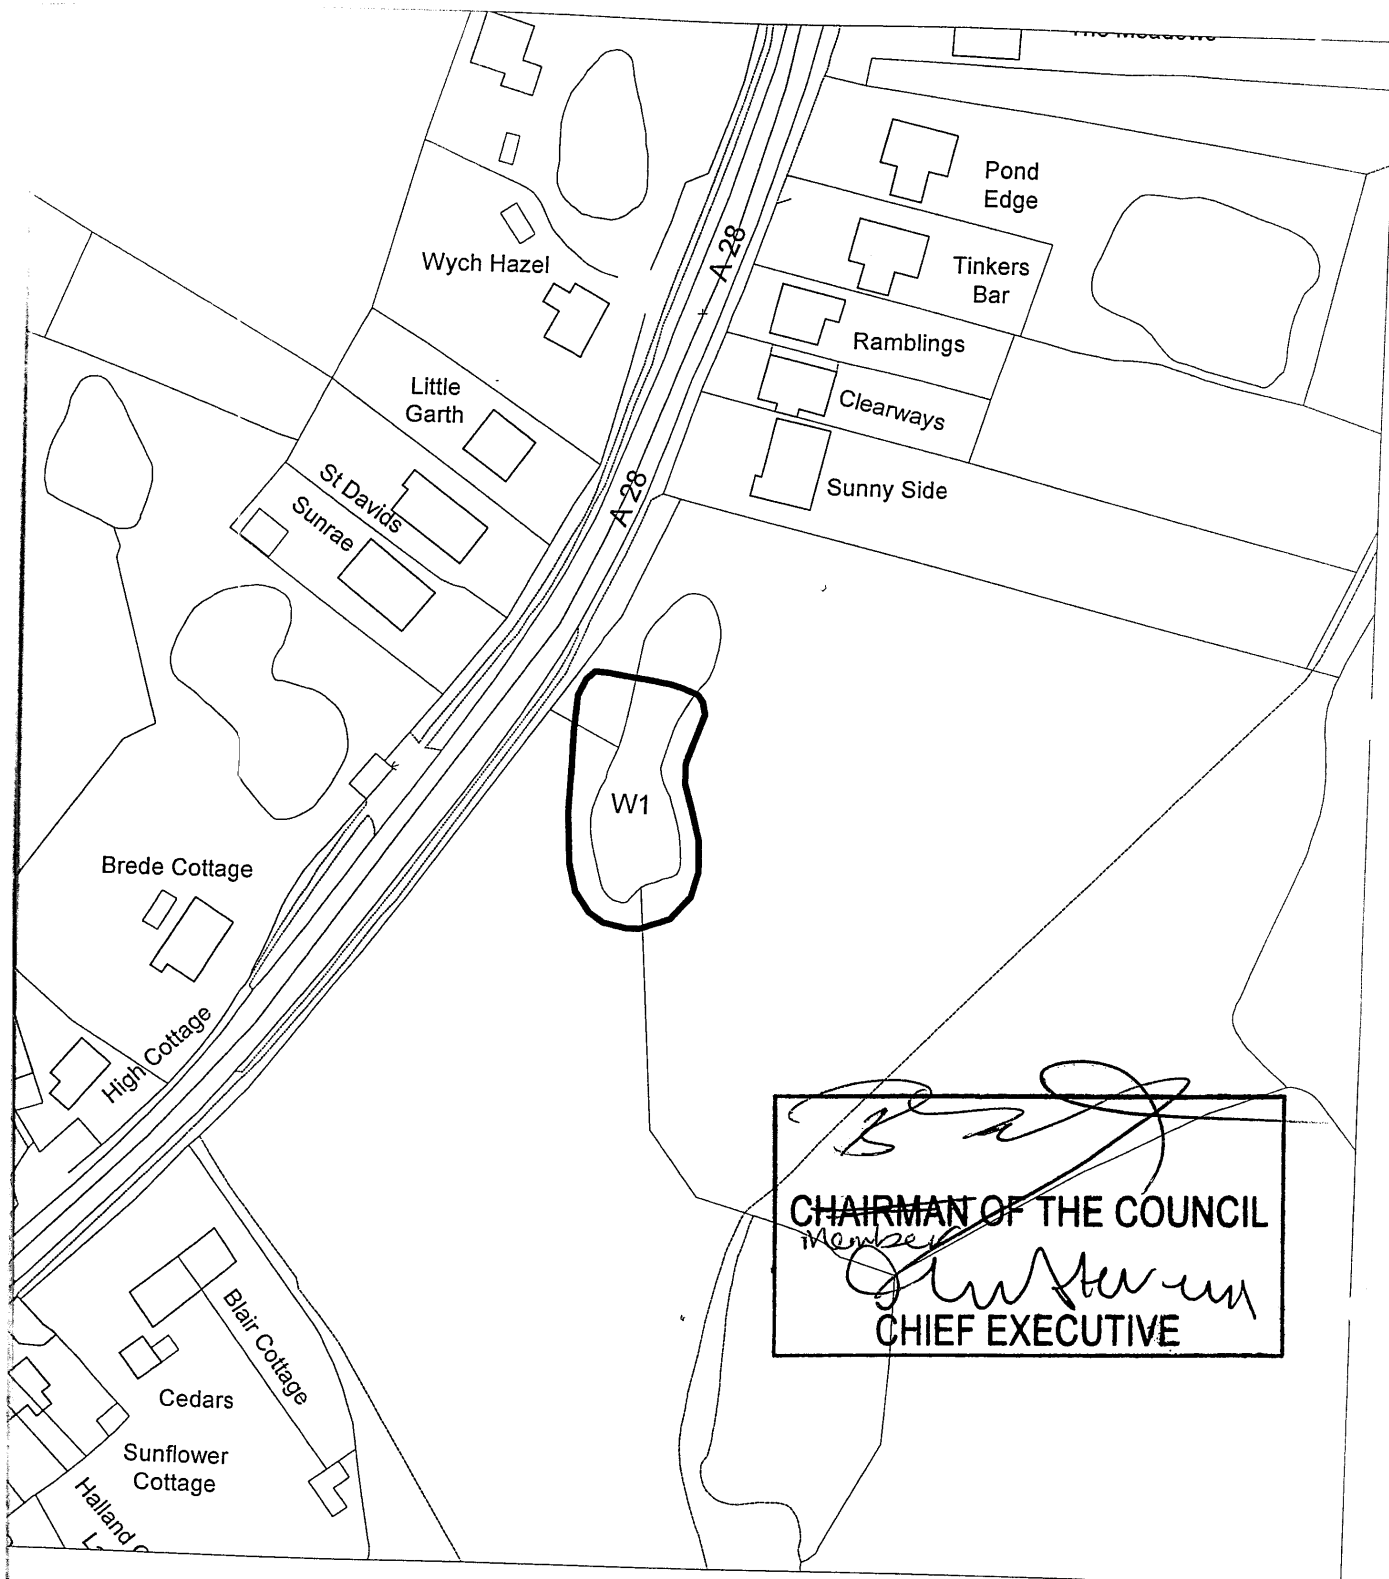 Pond
Edge
A 28
Wych Hazel
Tinkers
Bar
Ramblings
Little
Garth
Clearways
St Davids
Sunny Side
A 28
Sunrae
W1
Brede Cottage
High Cottage
CHAIRMAN OF THE COUNCIL
Member
CHIEF EXECUTIVE
Blair Cottage
Cedars
Sunflower
Cottage
Halland